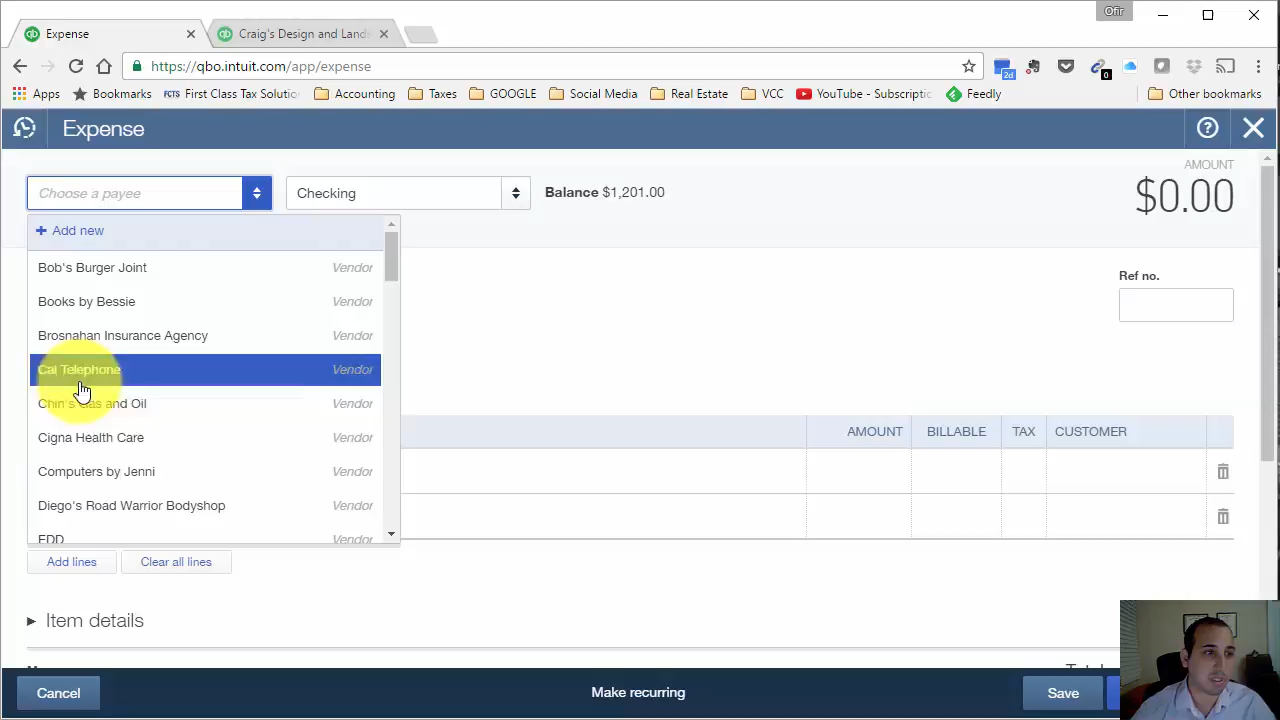 Ofir
Expense
Craig's Design and Lands
https://qbo.intuit.com/app/expense
2d
0
Apps
Bookmarks
FCTS First Class Tax Solutio
Accounting
Taxes
GOOGLE
Social Media
Real Estate
VCC
YouTube - Subscriptic
Feedly
Other bookmarks
Expense
?
AMOUNT
$0.00
Choose a payee
Checking
Balance $1,201.00
+ Add new
Bob's Burger Joint Vendor
Books by Bessie Vendor
Brosnahan Insurance Agency Vendor
Cal Telephone Vendor
Chin's Gas and Oil Vendor
Cigna Health Care Vendor
Computers by Jenni Vendor
Diego's Road Warrior Bodyshop Vendor
EDD Vendor
Ref no.
AMOUNT BILLABLE TAX CUSTOMER
Add lines
Clear all lines
Item details
Cancel
Make recurring
Save